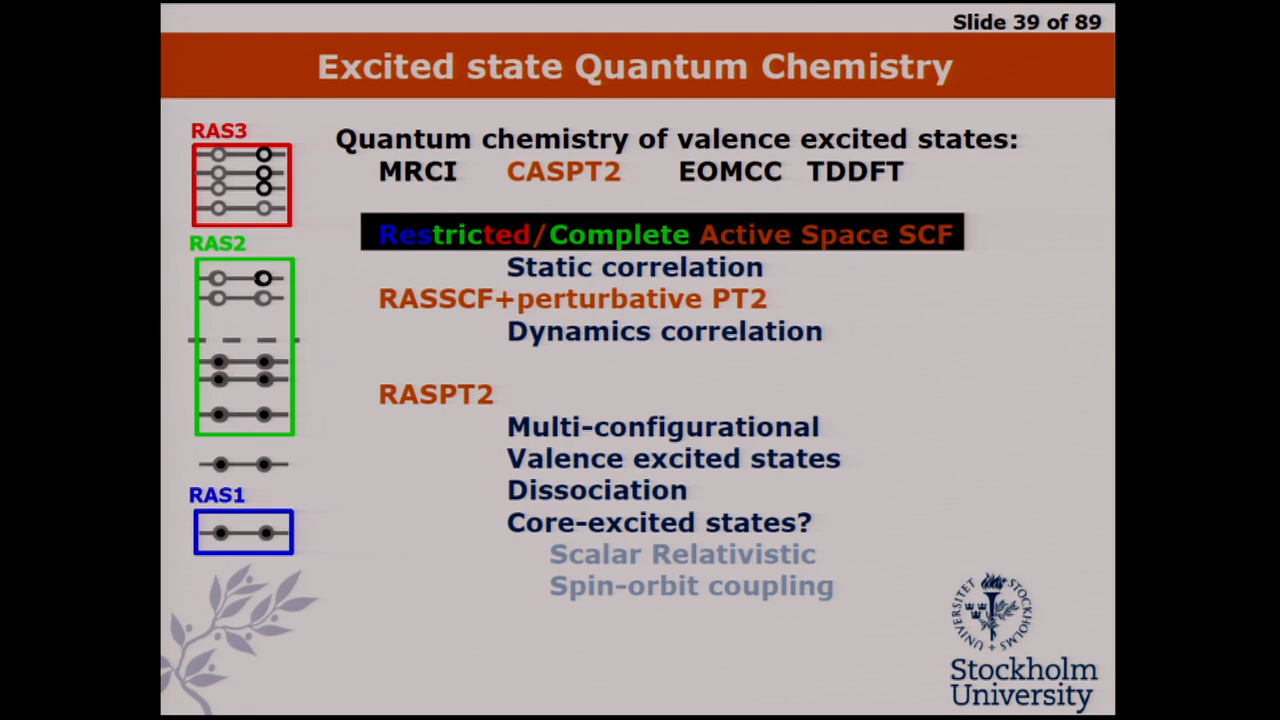 Slide 39 of 89
Excited state Quantum Chemistry
RAS3
RAS2
RAS1
Quantum chemistry of valence excited states:
MRCI CASPT2 EOMCC TDDFT
Restricted/Complete Active Space SCF
Static correlation
RASSCF+perturbative PT2
Dynamics correlation
RASPT2
Multi-configurational
Valence excited states
Dissociation
Core-excited states?
Scalar Relativistic
Spin-orbit coupling
STOCKHOLMS UNIVERSITET
Stockholm
University